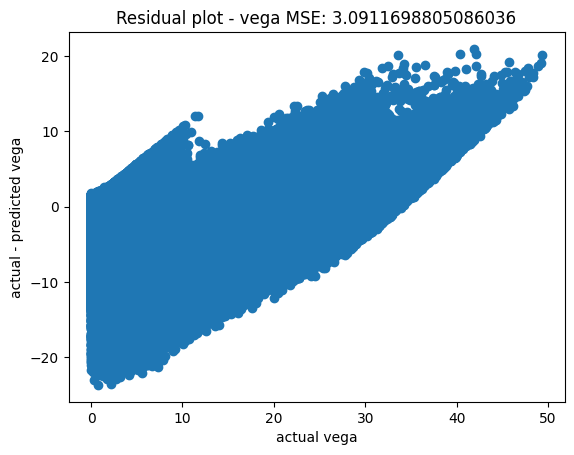 Residual plot - vega MSE: 3.0911698805086036
20
10
0
−10
−20
actual - predicted vega
0 10 20 30 40 50
actual vega